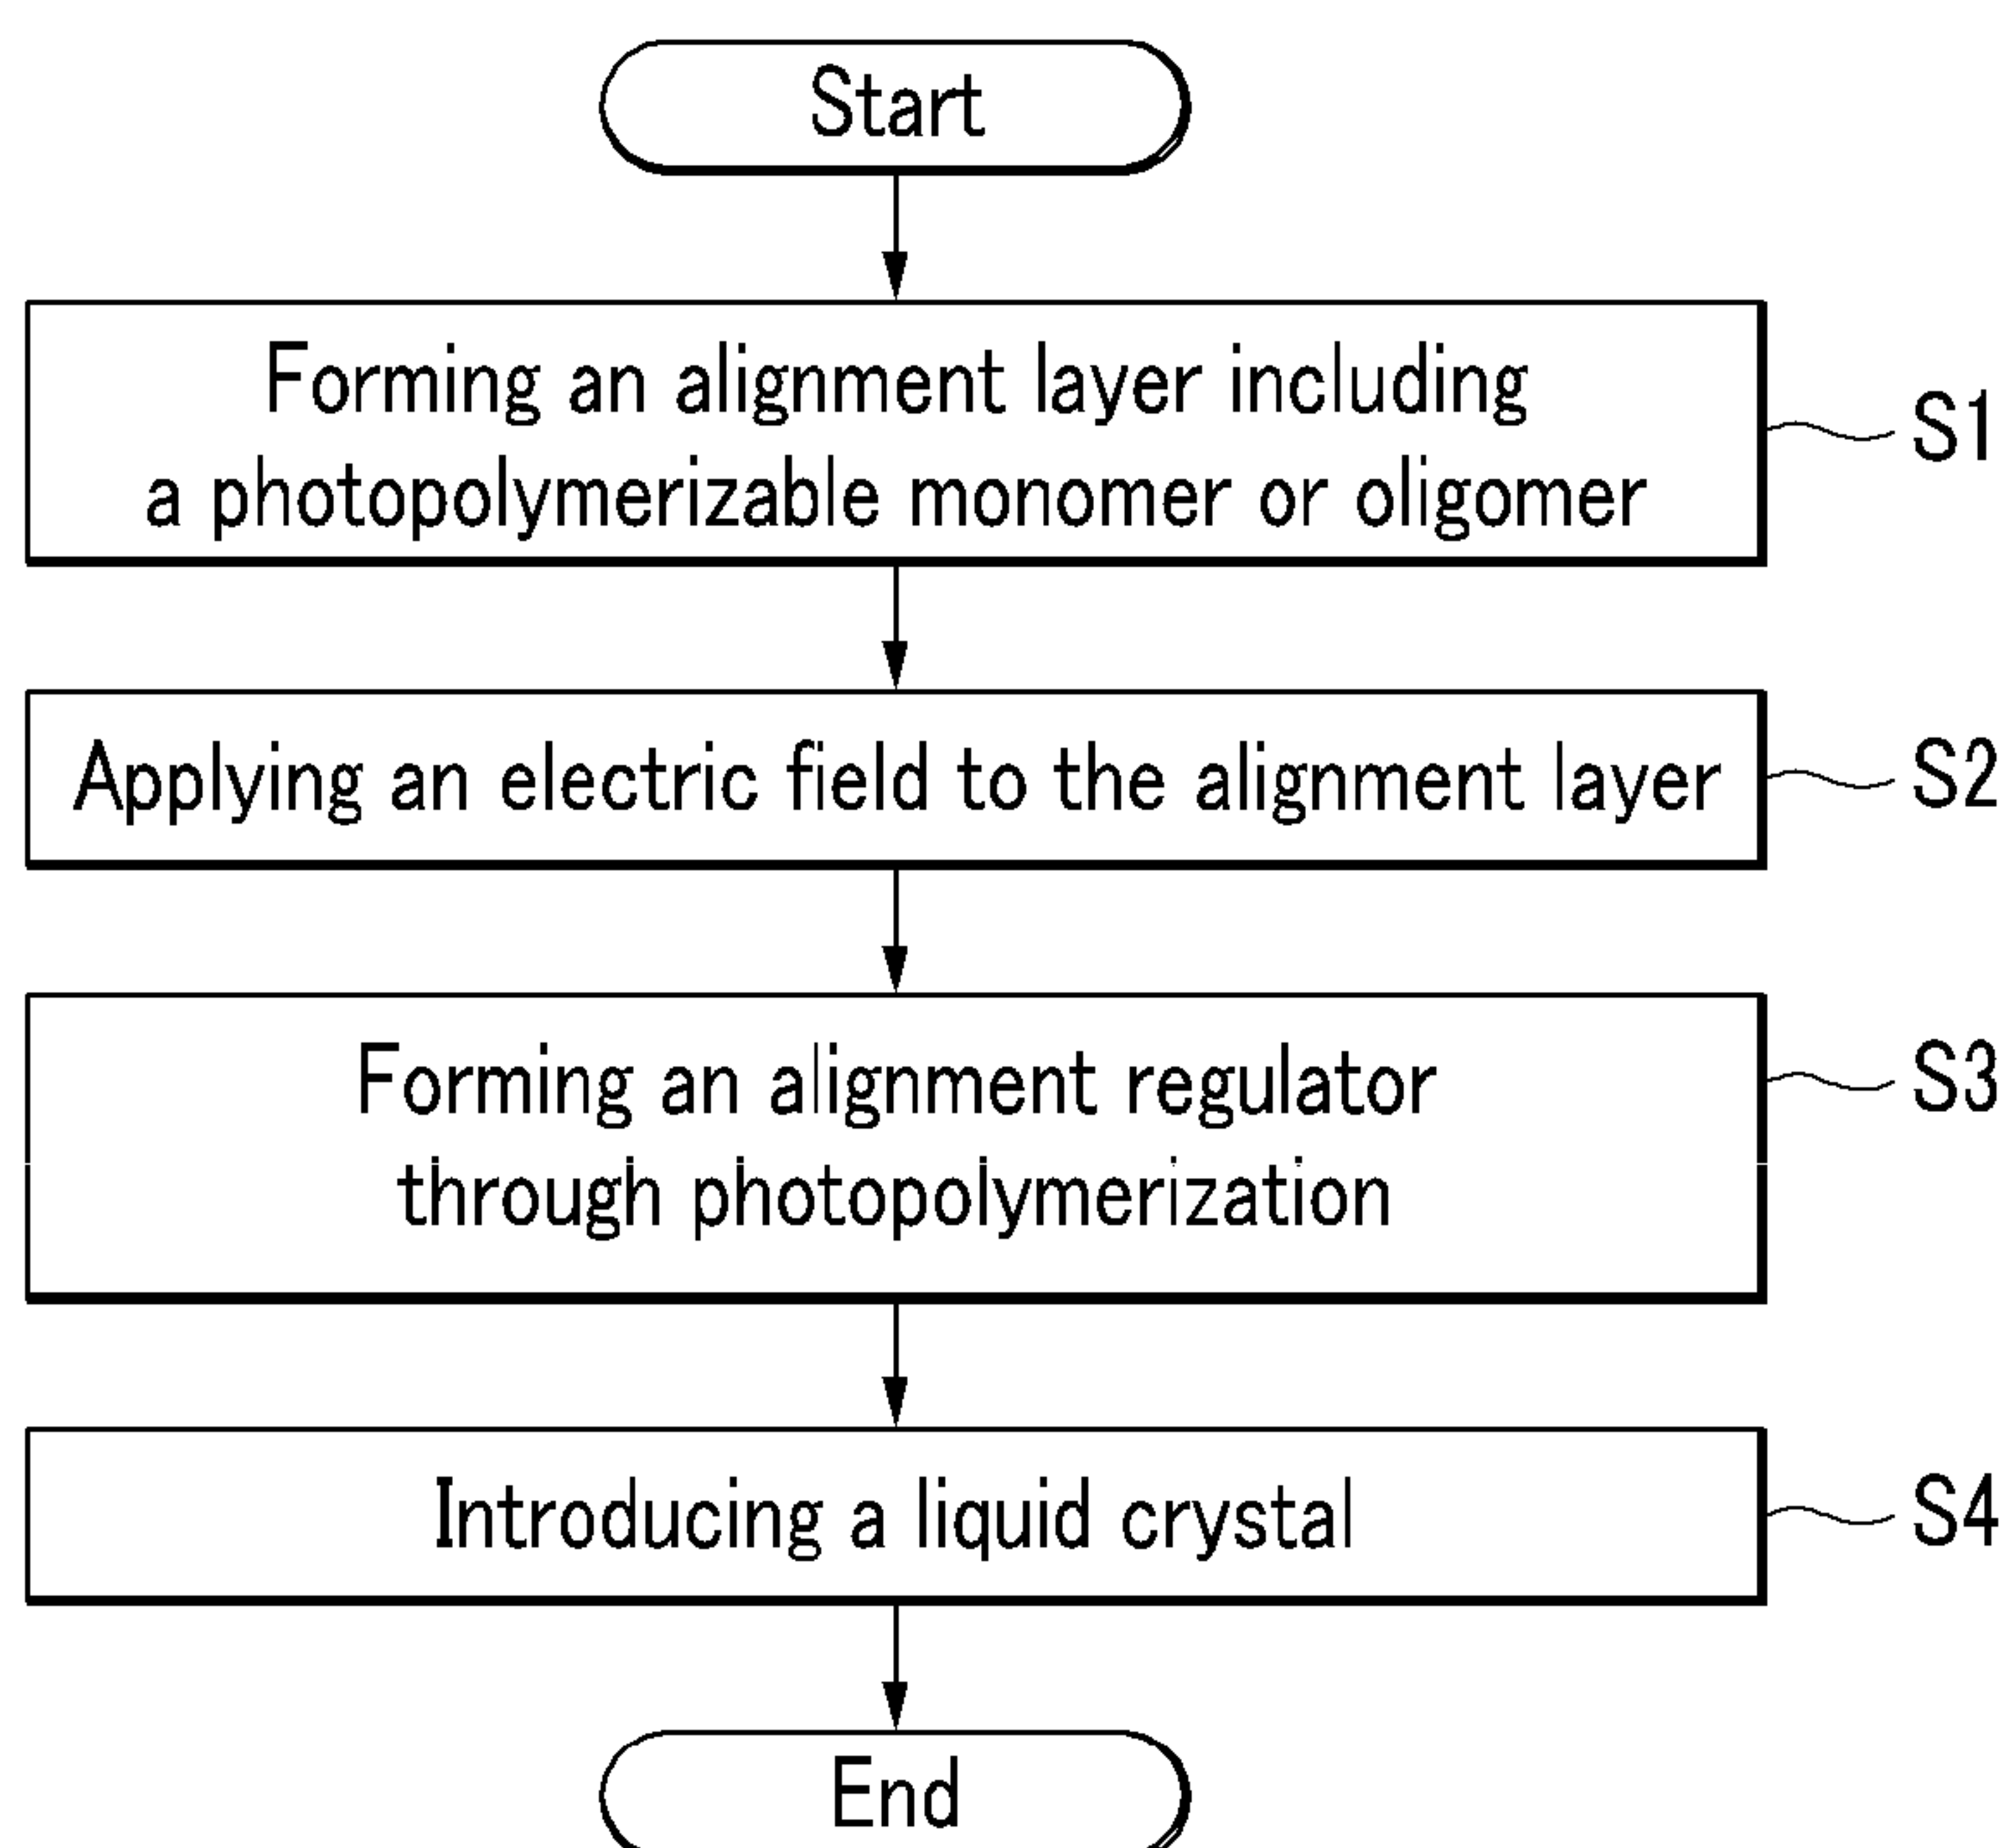 Start
Forming an alignment layer including
a photopolymerizable monomer or oligomer
S1
Applying an electric field to the alignment layer
S2
Forming an alignment regulator
through photopolymerization
S3
Introducing a liquid crystal
S4
End